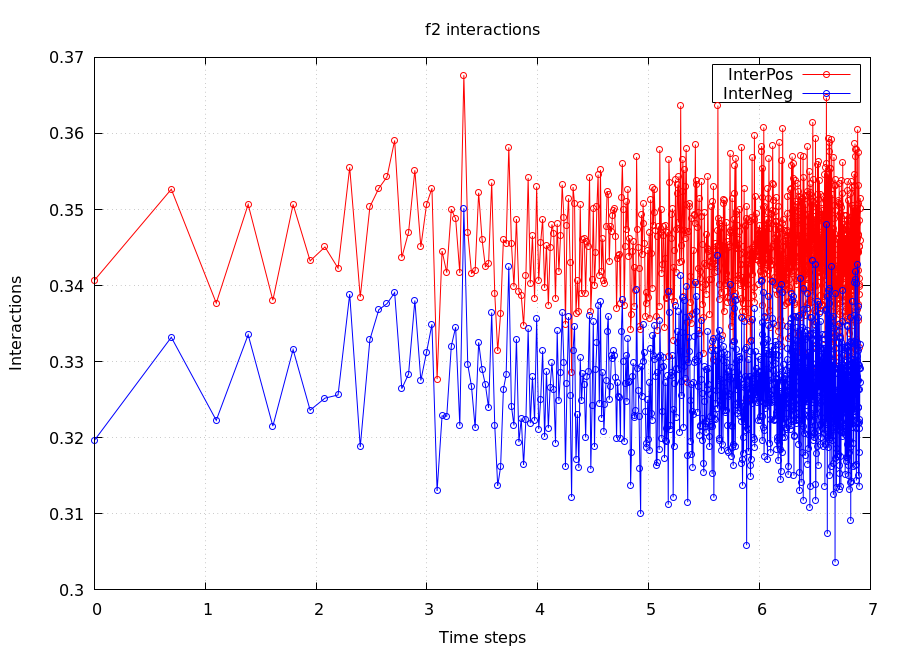 f2 interactions
InterPos
InterNeg
0.37
0.36
0.35
0.34
0.33
0.32
0.31
0.3
Interactions
0 1 2 3 4 5 6 7
Time steps